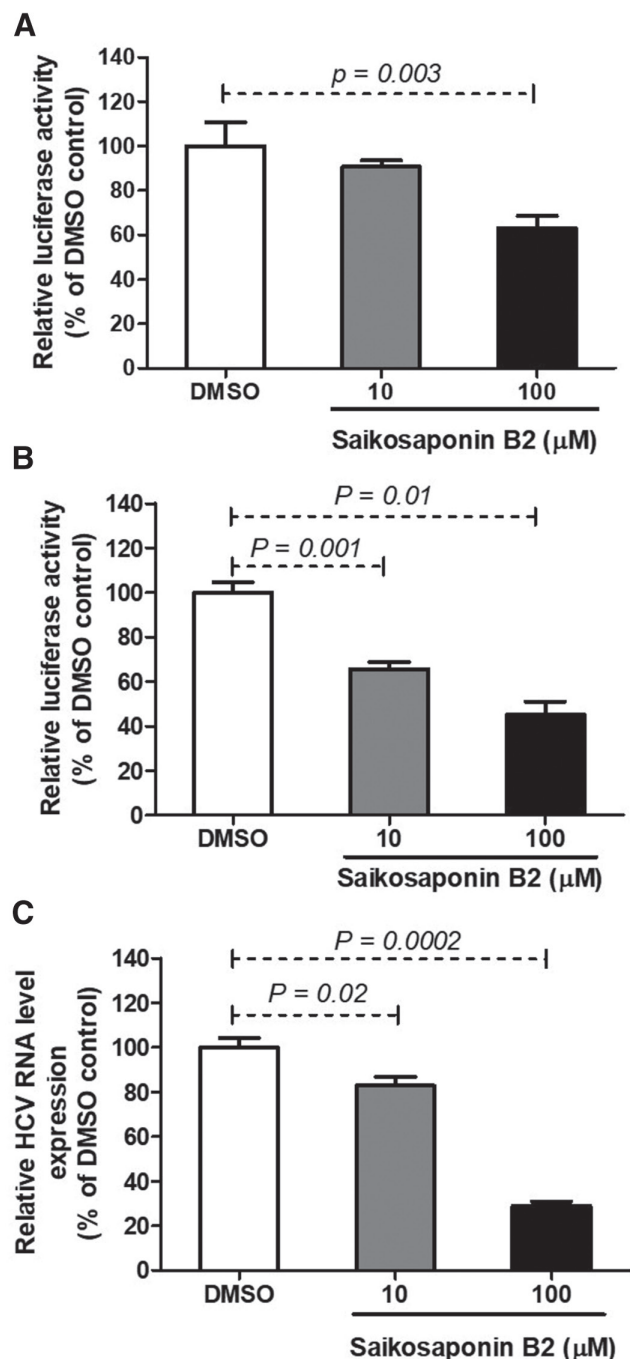 A
Relative luciferase activity
(% of DMSO control)
140
120
100
80
60
40
20
0
p = 0.003
DMSO
10
100
Saikosaponin B2 (μM)
B
Relative luciferase activity
(% of DMSO control)
140
120
100
80
60
40
20
0
P = 0.01
P = 0.001
DMSO
10
100
Saikosaponin B2 (μM)
C
Relative HCV RNA level
expression
(% of DMSO control)
140
120
100
80
60
40
20
0
P = 0.0002
P = 0.02
DMSO
10
100
Saikosaponin B2 (μM)